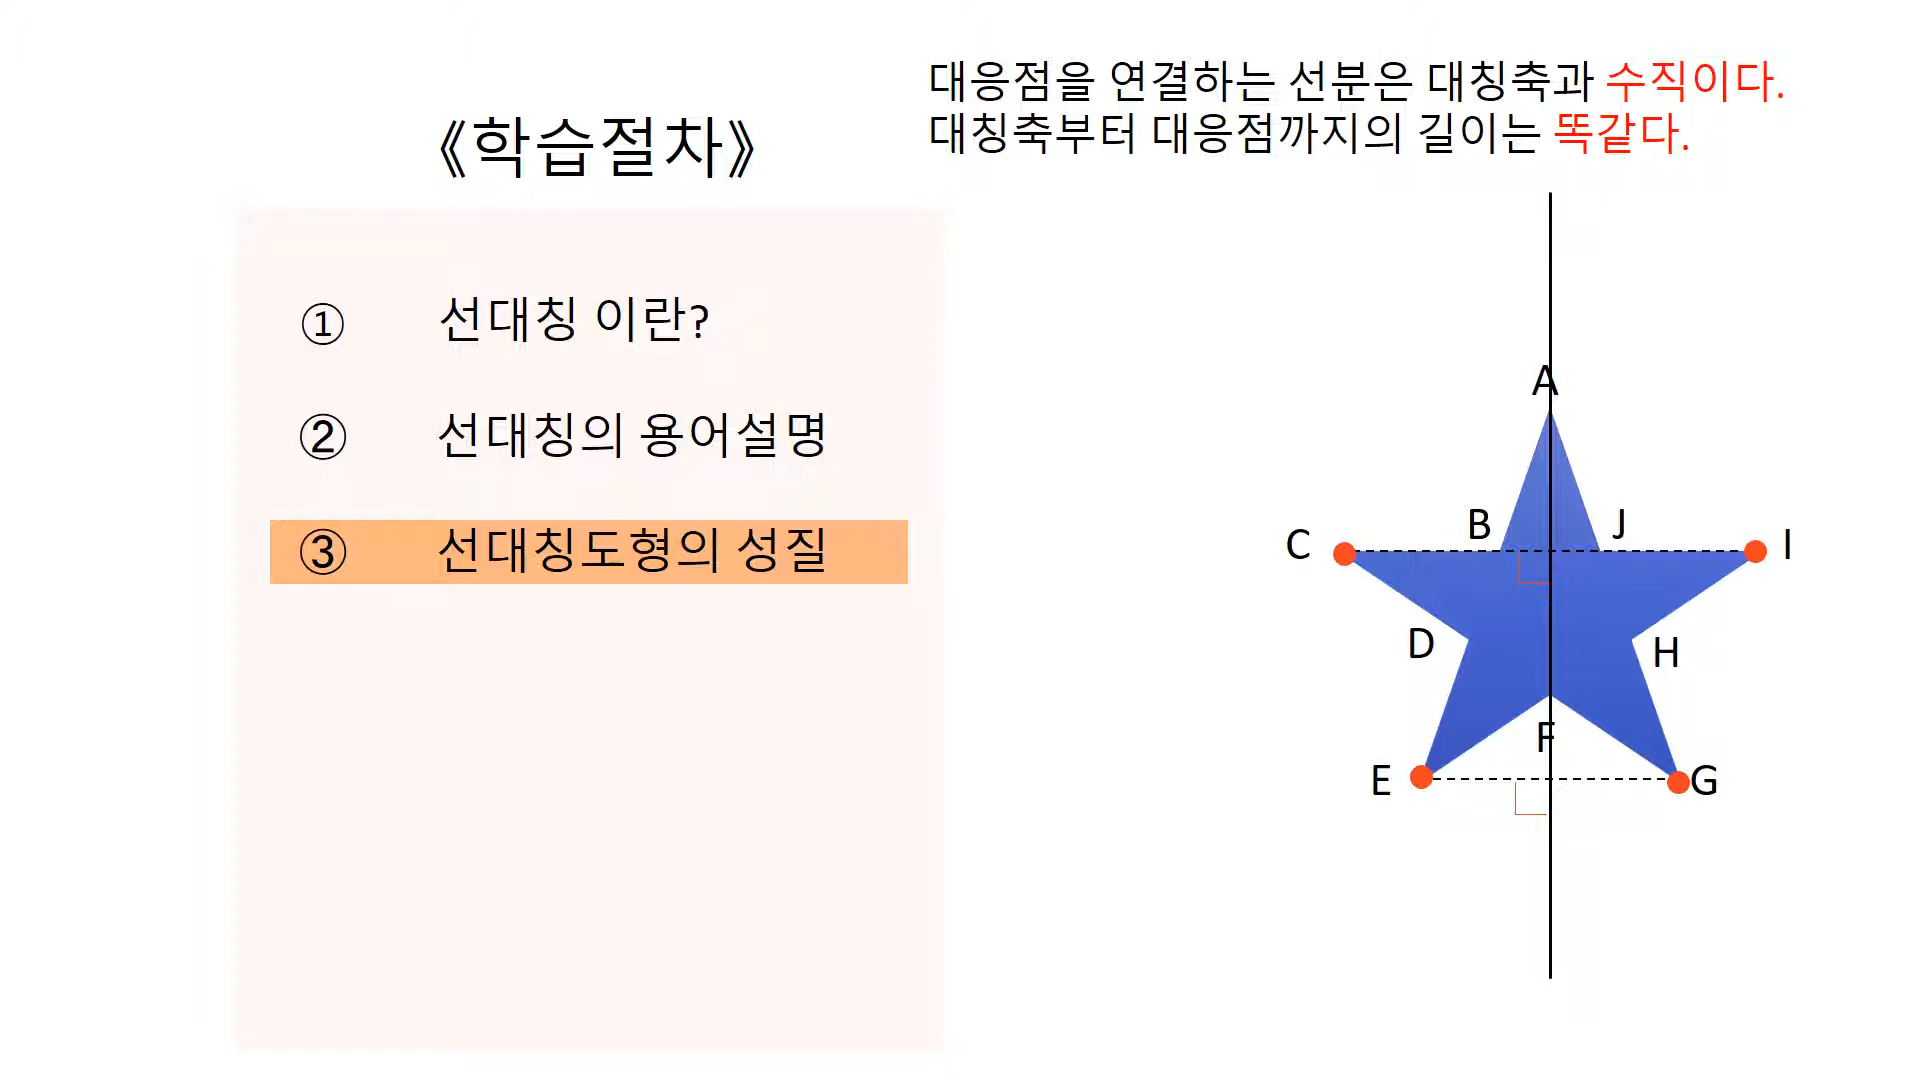 《학습절차》
① 선대칭 이란?
② 선대칭의 용어설명
③ 선대칭도형의 성질
대응점을 연결하는 선분은 대칭축과 수직이다.
대칭축부터 대응점까지의 길이는 똑같다.
A
B
J
C
I
D
H
F
E
G